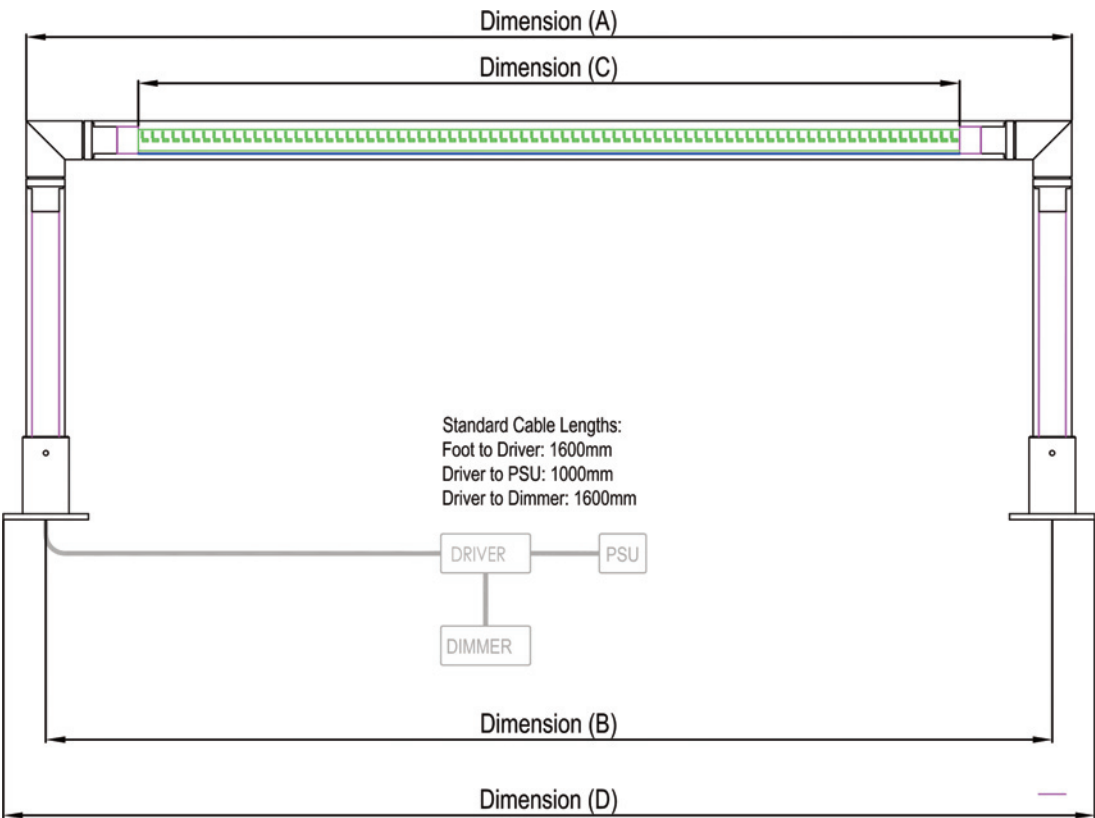 Dimension (A)
Dimension (C)
Standard Cable Lengths:
Foot to Driver: 1600mm
Driver to PSU: 1000mm
Driver to Dimmer: 1600mm
DRIVER
PSU
DIMMER
Dimension (B)
Dimension (D)